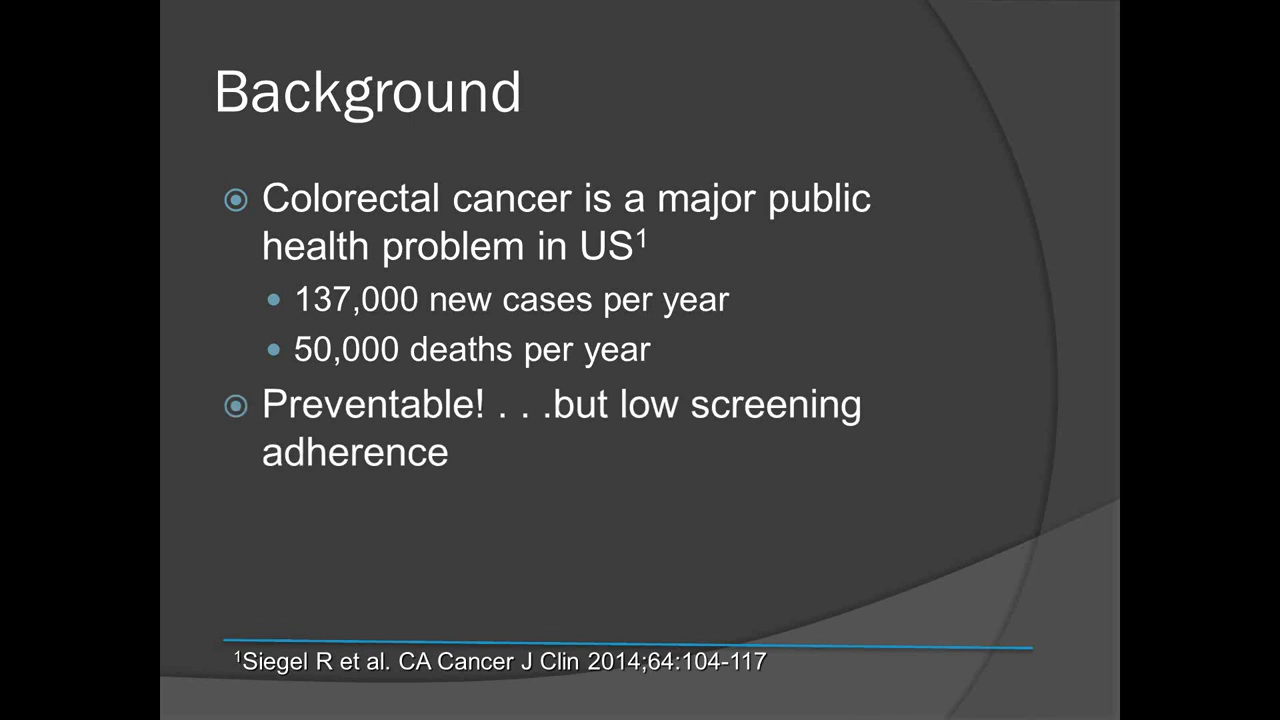 Background
Colorectal cancer is a major public
health problem in US¹
137,000 new cases per year
50,000 deaths per year
Preventable! . . .but low screening
adherence
¹Siegel R et al. CA Cancer J Clin 2014;64:104-117